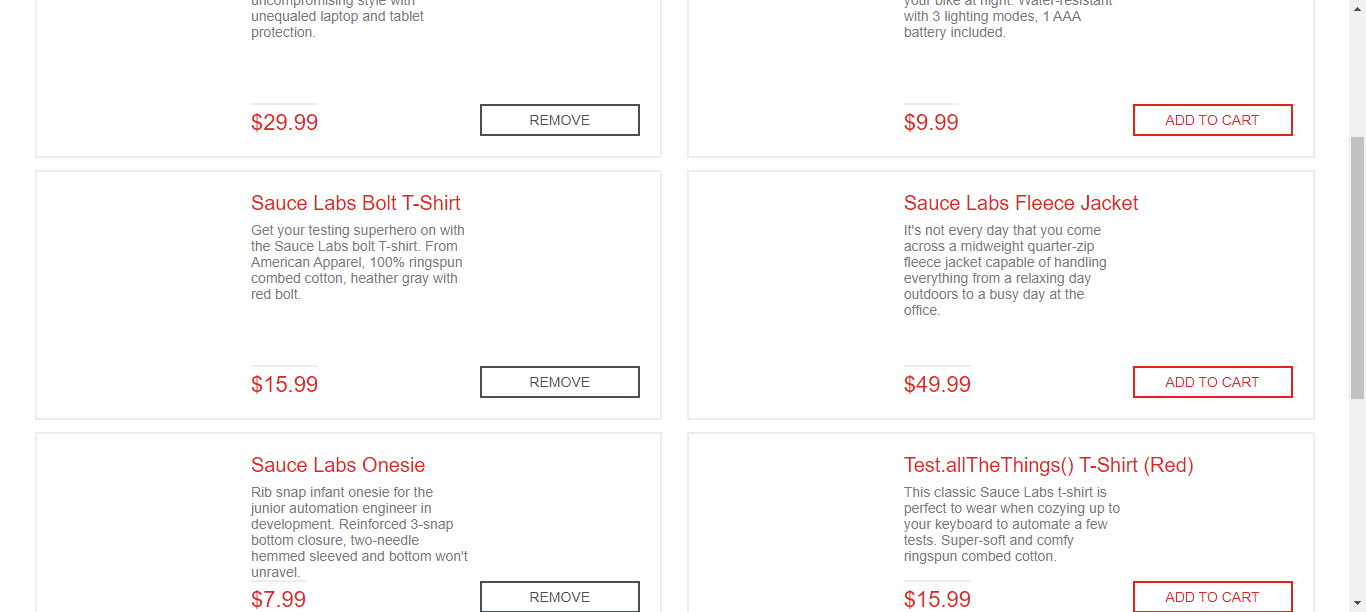 uncompromising style with
unequaled laptop and tablet
protection.
$29.99
REMOVE
your bike at night. Water-resistant
with 3 lighting modes, 1 AAA
battery included.
$9.99
ADD TO CART
Sauce Labs Bolt T-Shirt
Get your testing superhero on with
the Sauce Labs bolt T-shirt. From
American Apparel, 100% ringspun
combed cotton, heather gray with
red bolt.
$15.99
REMOVE
Sauce Labs Fleece Jacket
It's not every day that you come
across a midweight quarter-zip
fleece jacket capable of handling
everything from a relaxing day
outdoors to a busy day at the
office.
$49.99
ADD TO CART
Sauce Labs Onesie
Rib snap infant onesie for the
junior automation engineer in
development. Reinforced 3-snap
bottom closure, two-needle
hemmed sleeved and bottom won't
unravel.
$7.99
REMOVE
Test.allTheThings() T-Shirt (Red)
This classic Sauce Labs t-shirt is
perfect to wear when cozying up to
your keyboard to automate a few
tests. Super-soft and comfy
ringspun combed cotton.
$15.99
ADD TO CART